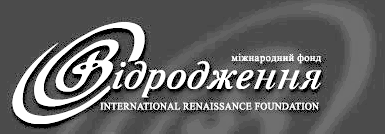 міжнародний фонд
Відродження
INTERNATIONAL RENAISSANCE FOUNDATION